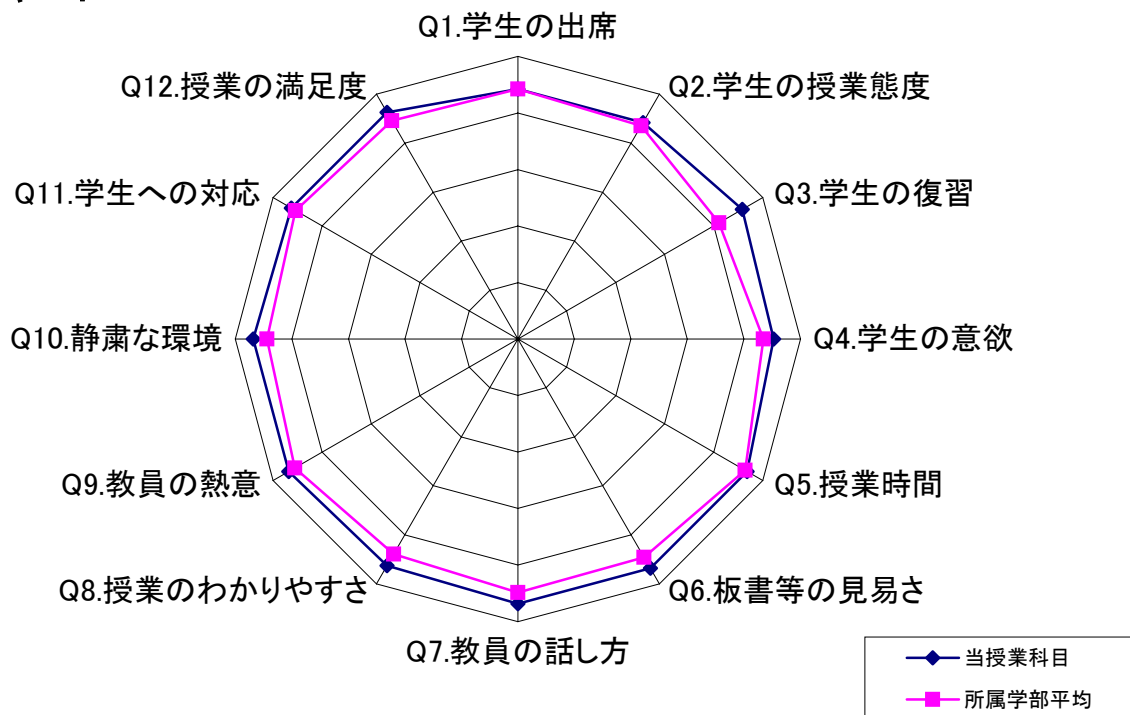 Q1.学生の出席
Q2.学生の授業態度
Q3.学生の復習
Q4.学生の意欲
Q5.授業時間
Q6.板書等の見易さ
Q7.教員の話し方
Q8.授業のわかりやすさ
Q9.教員の熱意
Q10.静粛な環境
Q11.学生への対応
Q12.授業の満足度
当授業科目
所属学部平均